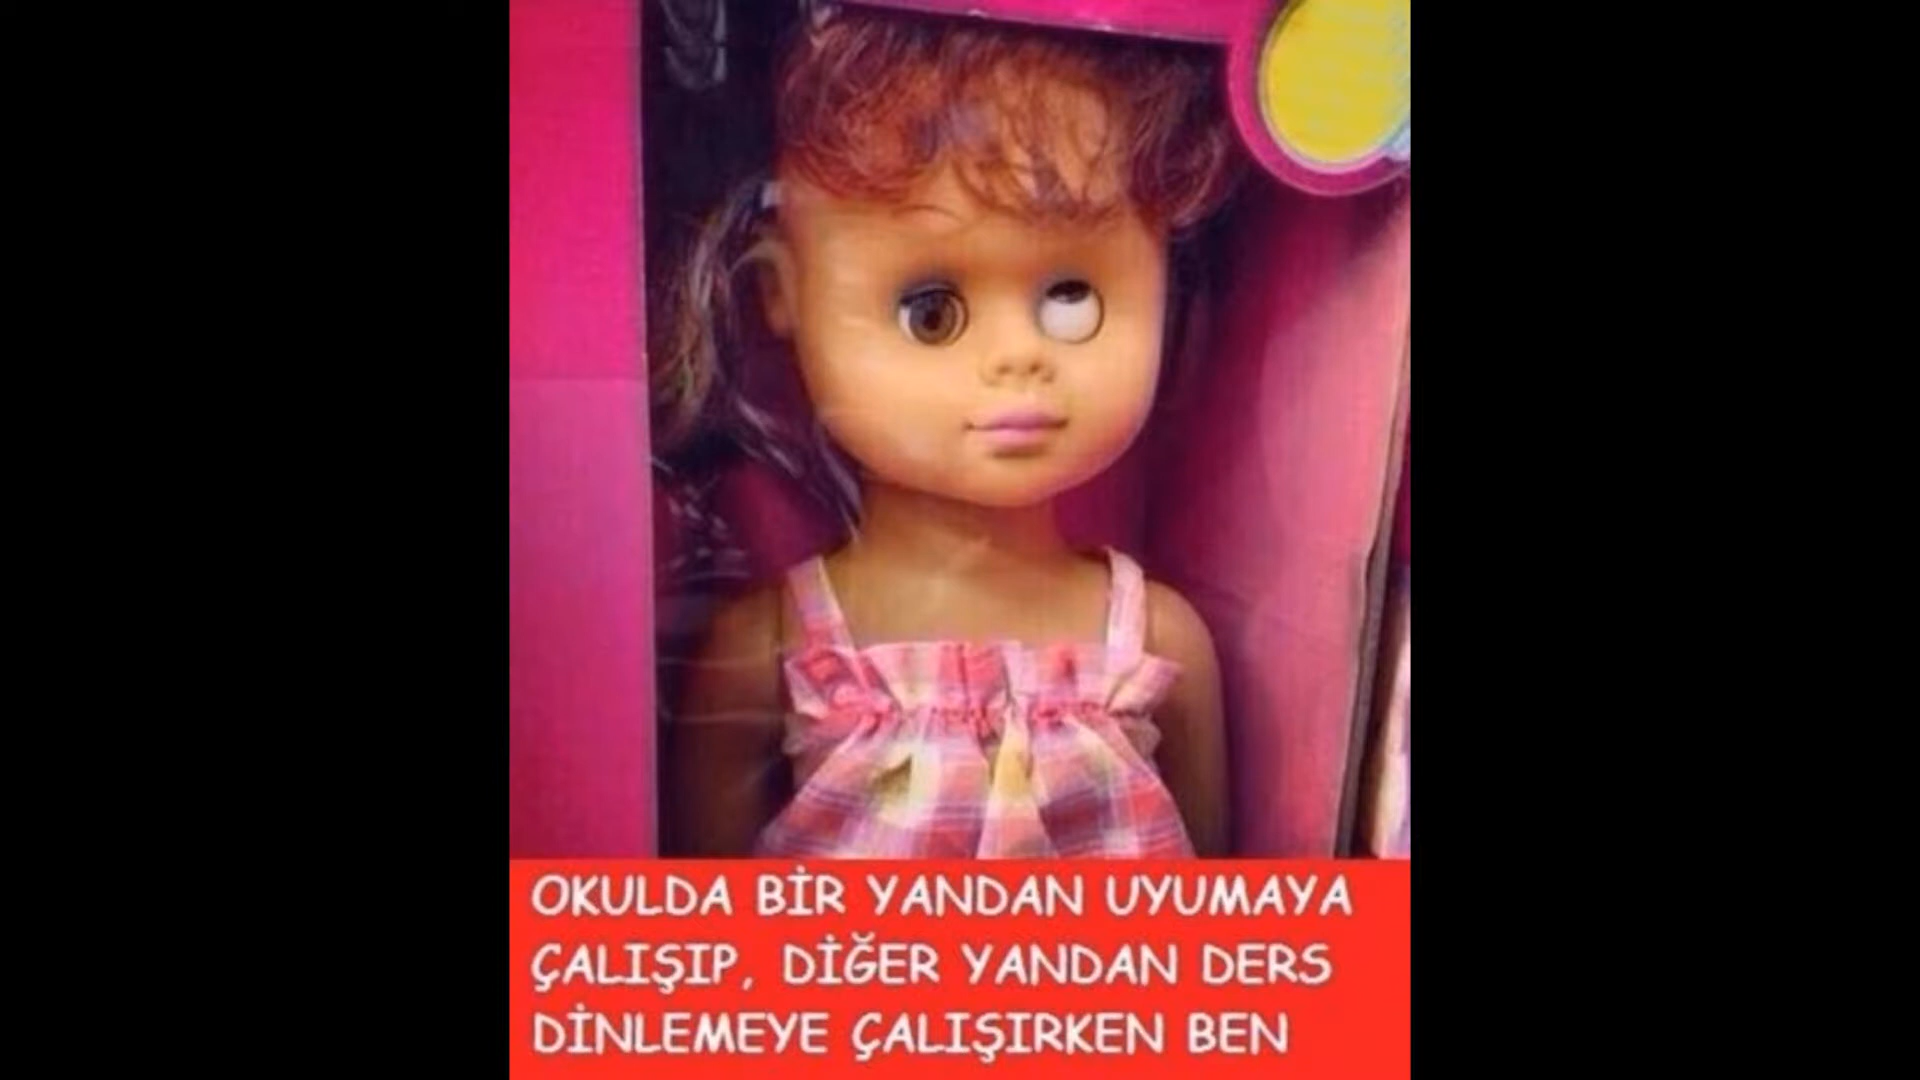 OKULDA BİR YANDAN UYUMAYA
ÇALIŞIP, DİĞER YANDAN DERS
DİNLEMEYE ÇALIŞIRKEN BEN